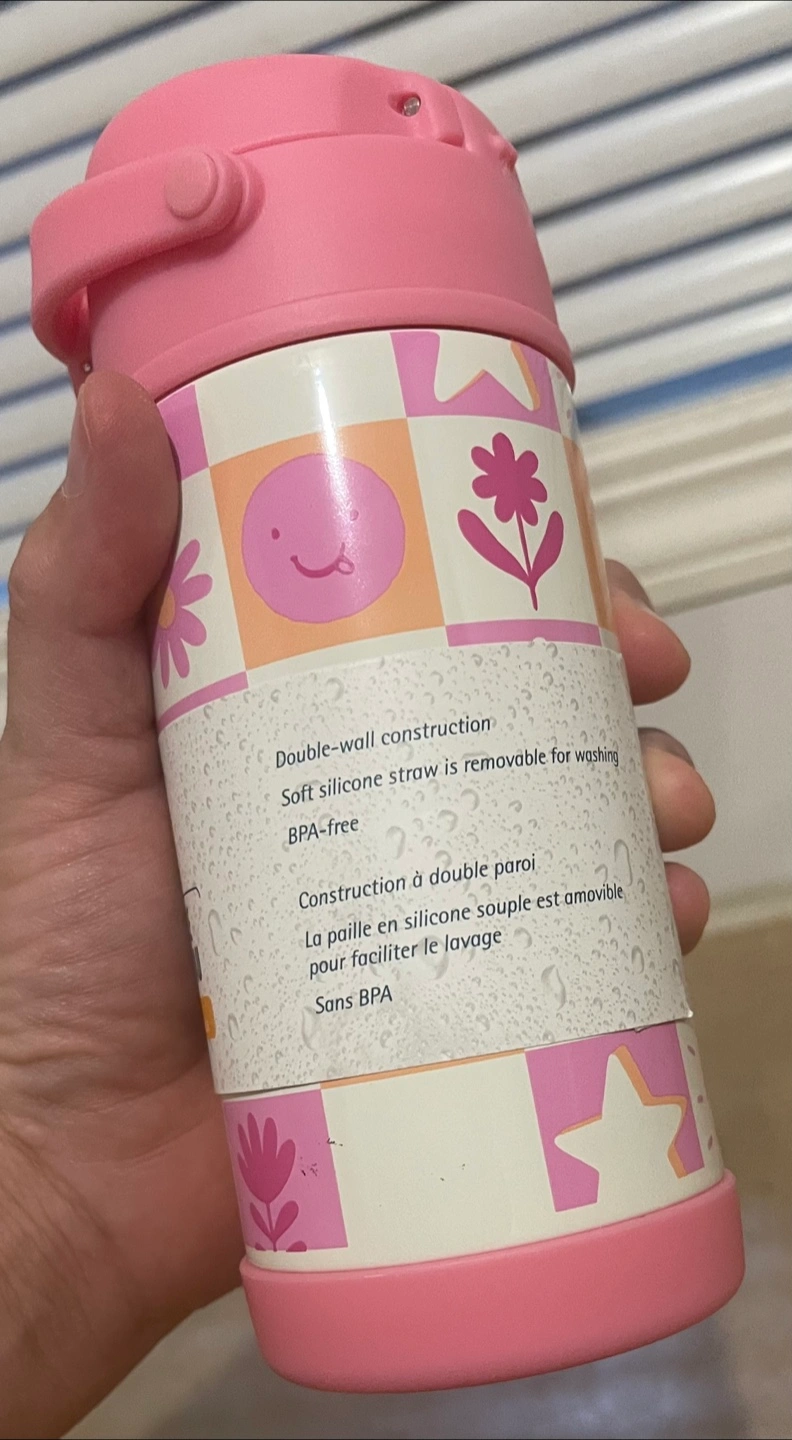 Double-wall construction
Soft silicone straw is removable for washing
BPA-free
Construction à double paroi
La paille en silicone souple est amovible
pour faciliter le lavage
Sans BPA